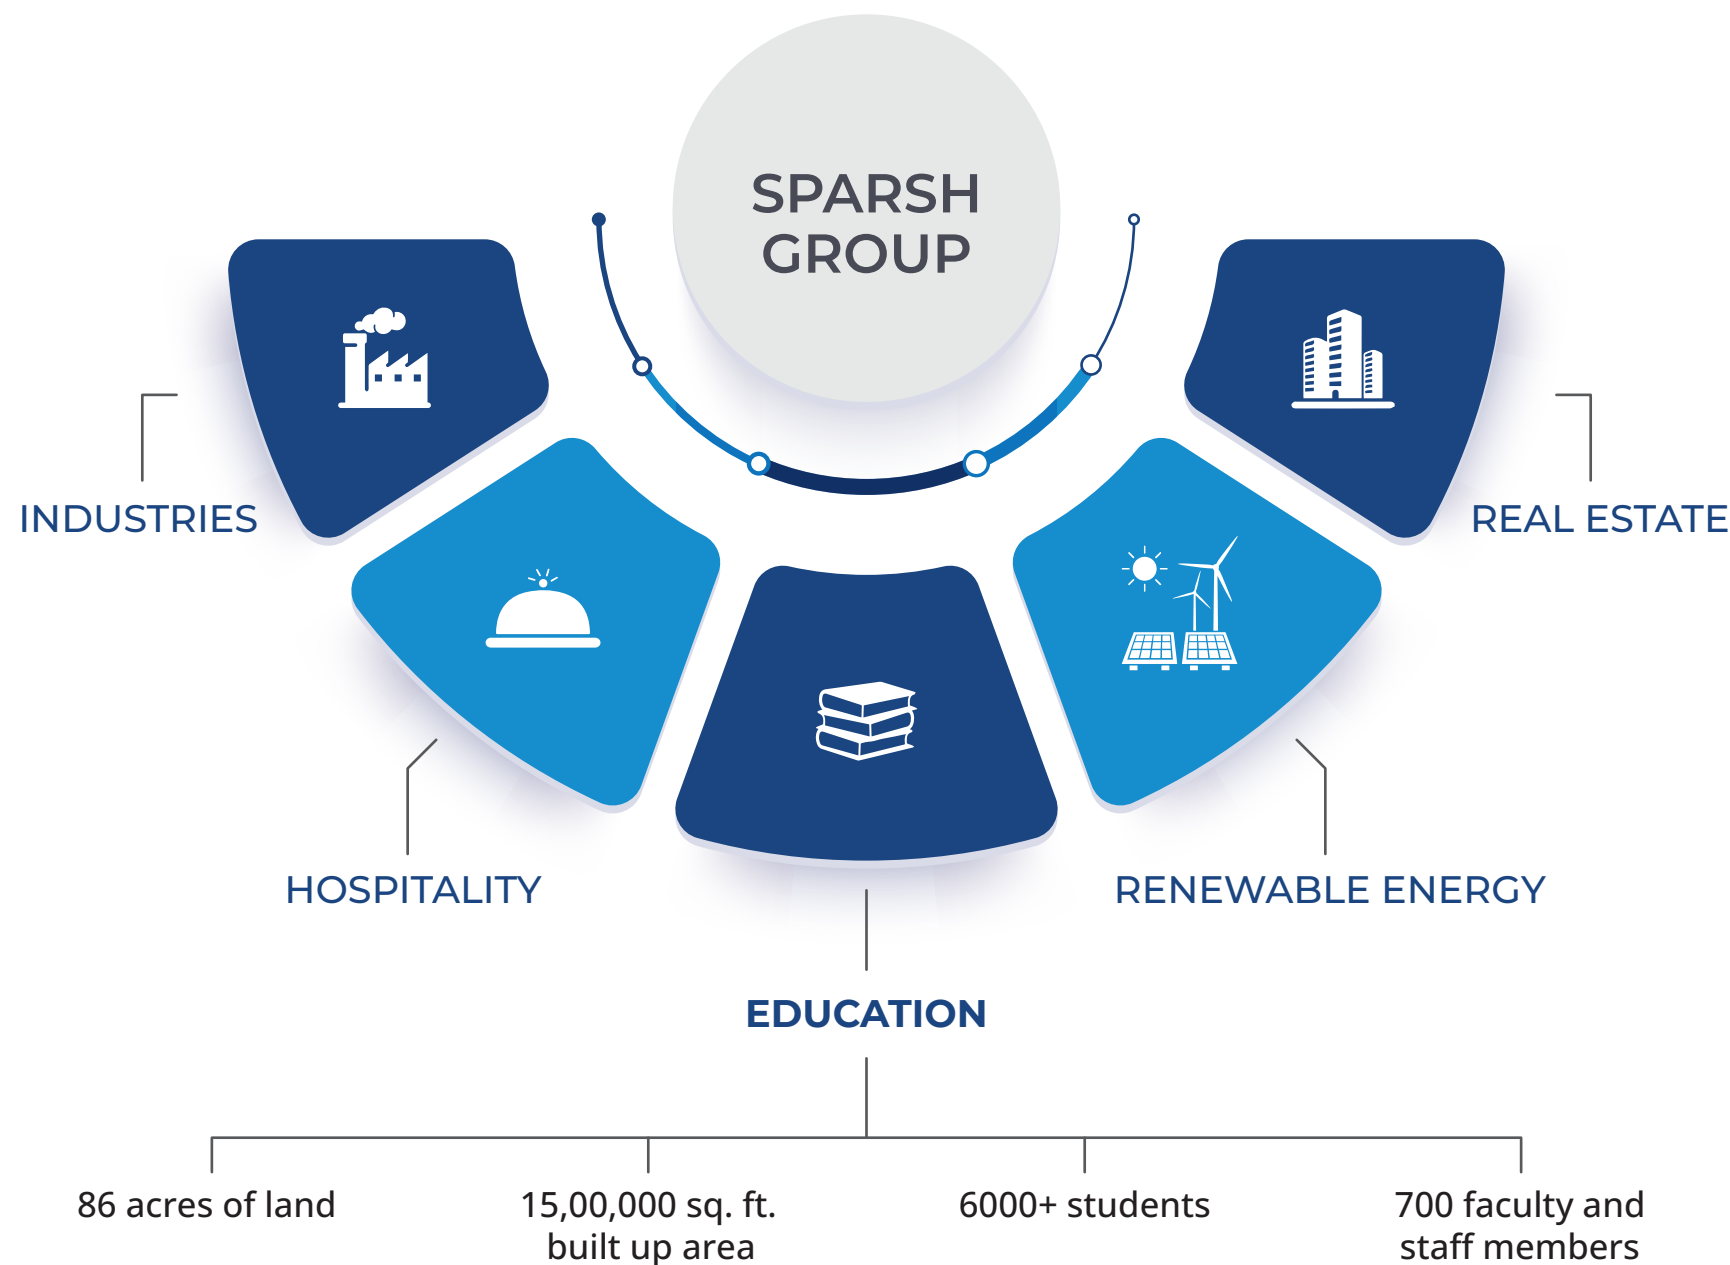 SPARSH
GROUP
INDUSTRIES
REAL ESTATE
HOSPITALITY
RENEWABLE ENERGY
EDUCATION
86 acres of land
15,00,000 sq. ft.
built up area
6000+ students
700 faculty and
staff members